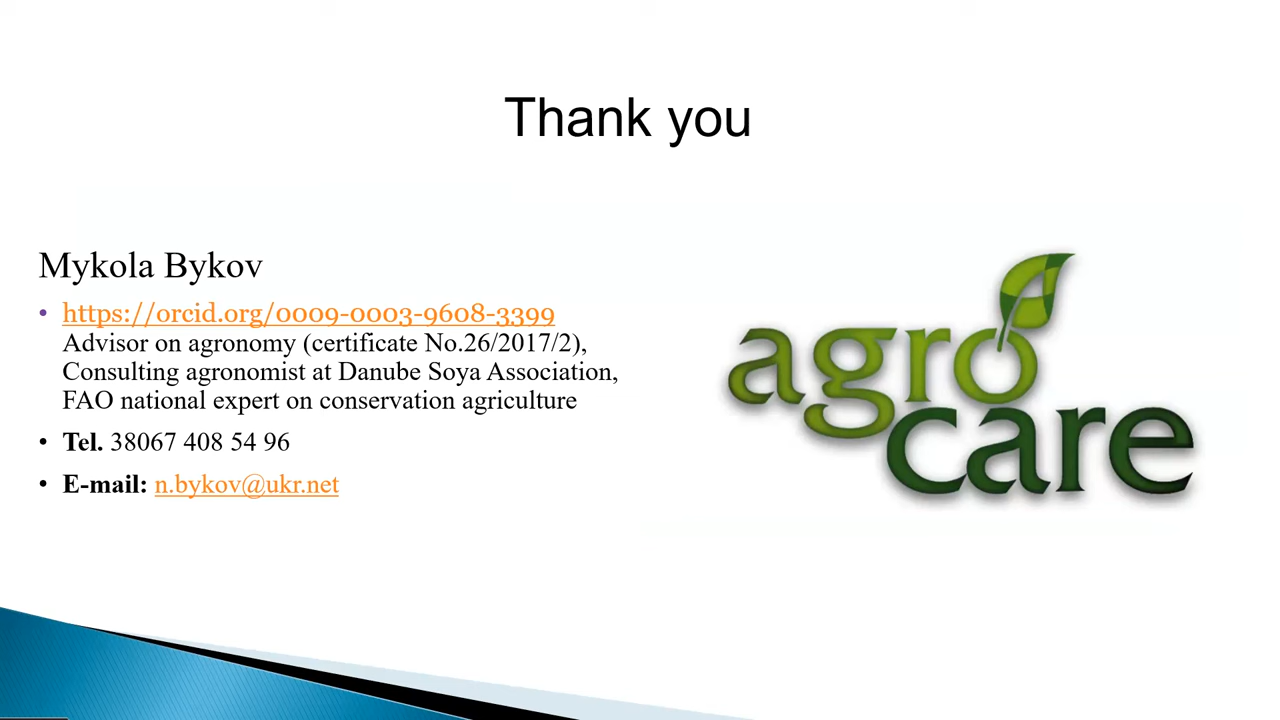 Thank you
Mykola Bykov
• https://orcid.org/0009-0003-9608-3399
Advisor on agronomy (certificate No.26/2017/2),
Consulting agronomist at Danube Soya Association,
FAO national expert on conservation agriculture
• Tel. 38067 408 54 96
• E-mail: n.bykov@ukr.net
agro
care